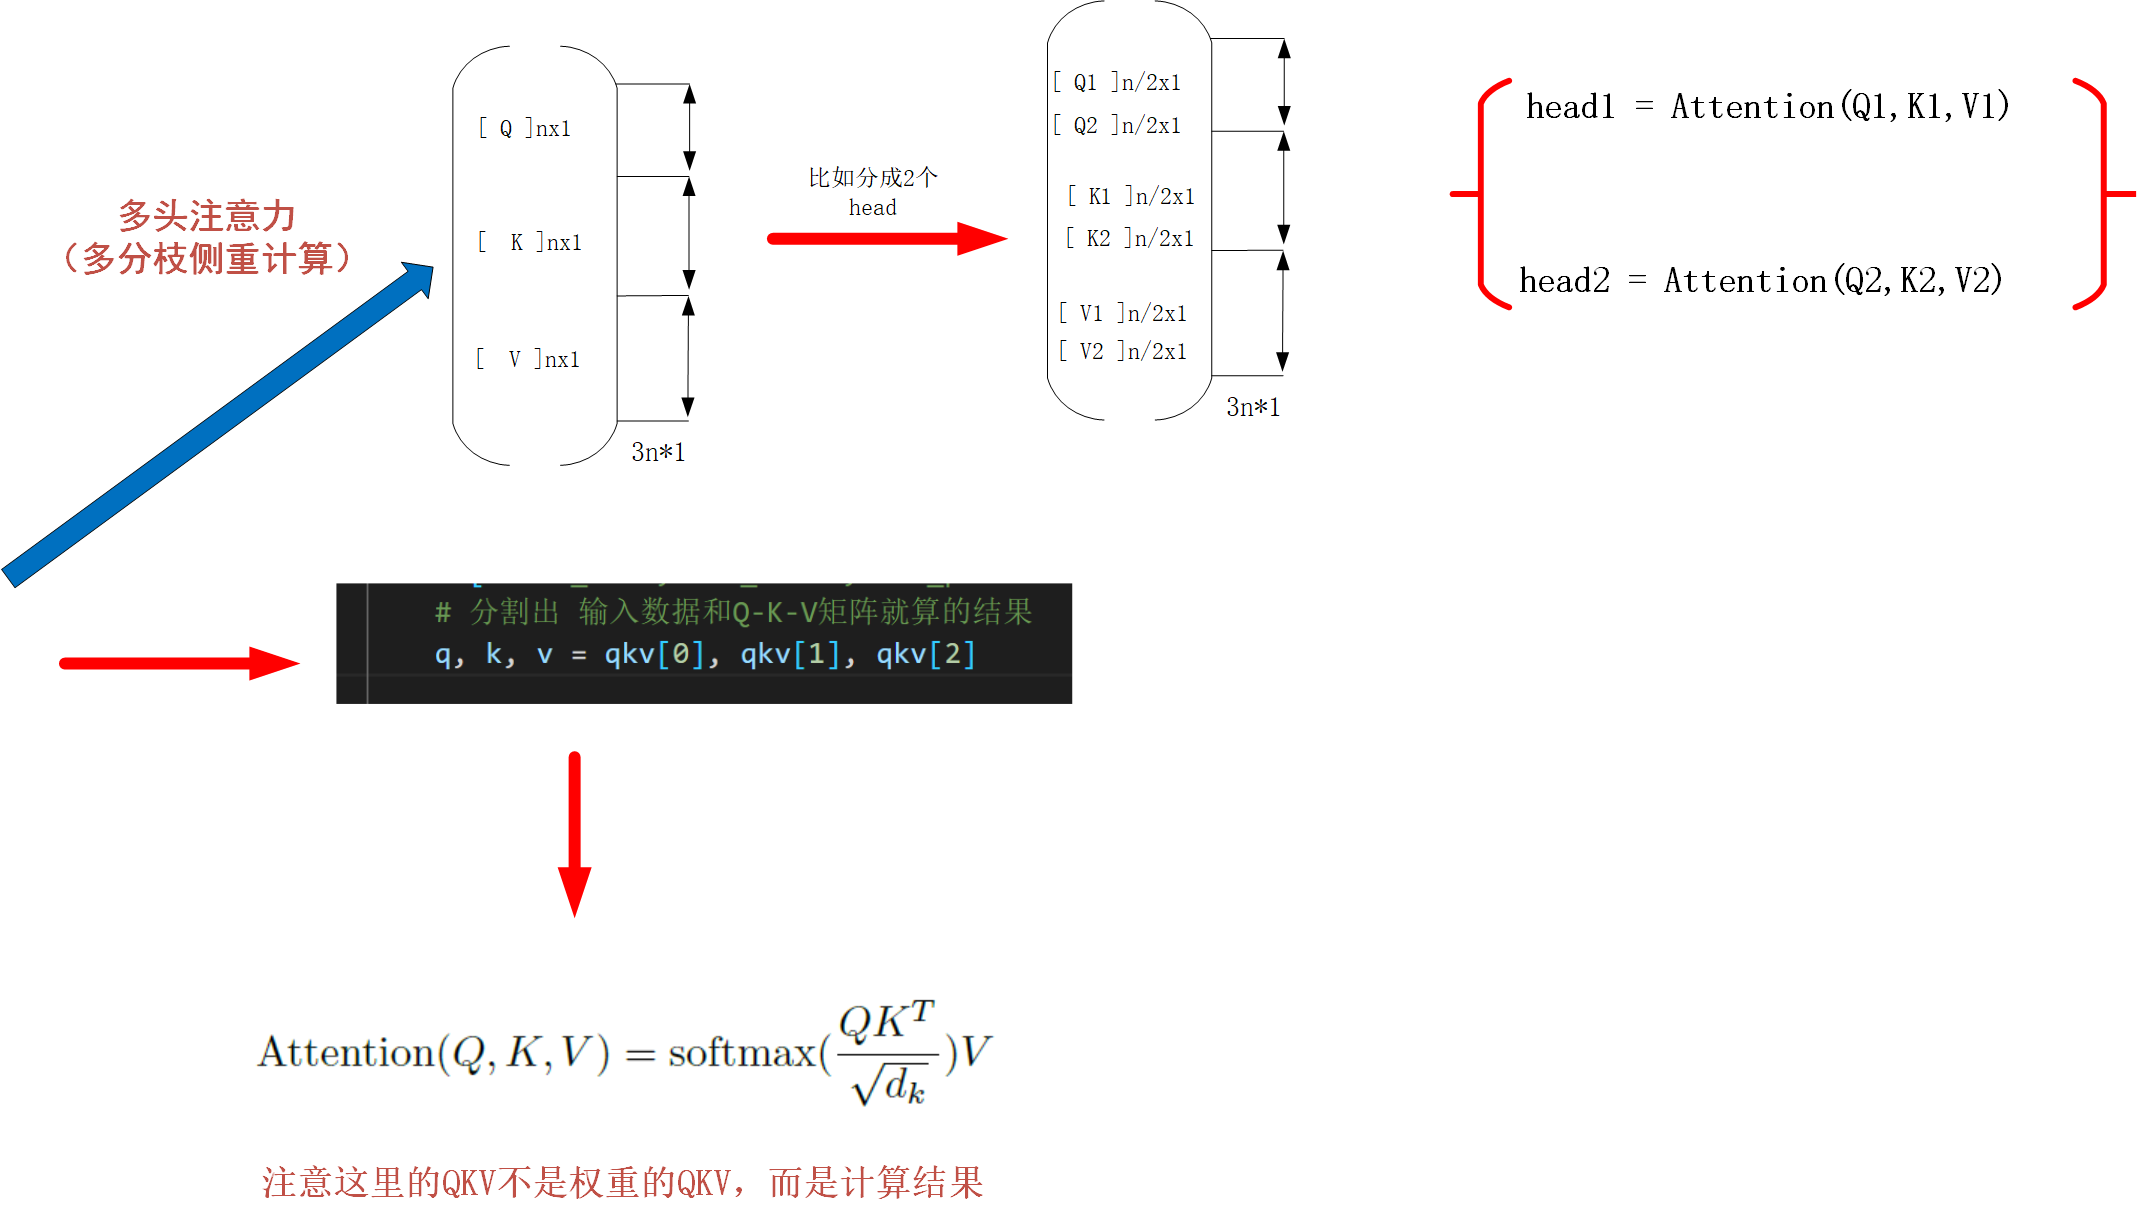 多头注意力
（多分枝侧重计算）
[ Q ]nx1
[ K ]nx1
[ V ]nx1
3n*1
比如分成2个
head
[ Q1 ]n/2x1
[ Q2 ]n/2x1
[ K1 ]n/2x1
[ K2 ]n/2x1
[ V1 ]n/2x1
[ V2 ]n/2x1
3n*1
head1 = Attention(Q1,K1,V1)
head2 = Attention(Q2,K2,V2)
# 分割出 输入数据和Q-K-V矩阵就算的结果
q, k, v = qkv[0], qkv[1], qkv[2]
Attention(Q, K, V) = softmax(QK^T/√d_k)V
注意这里的QKV不是权重的QKV，而是计算结果